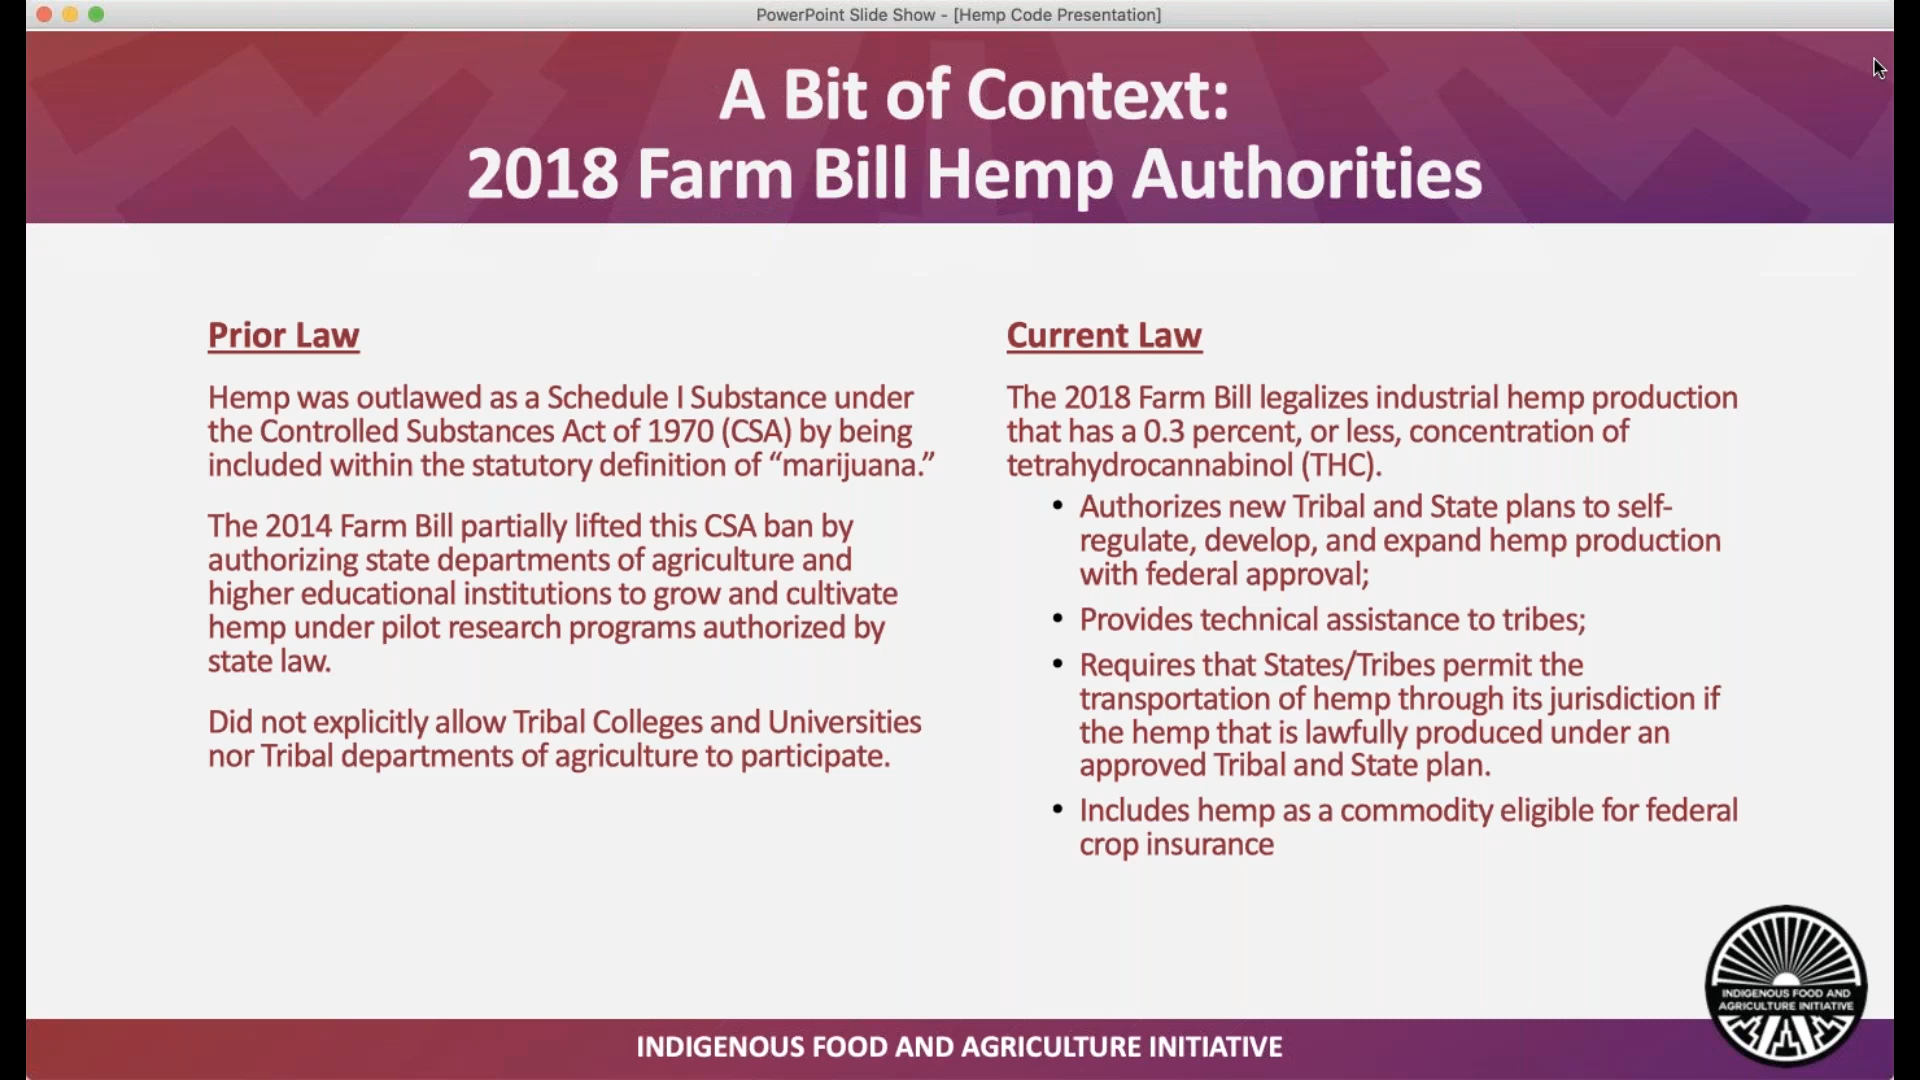 PowerPoint Slide Show - [Hemp Code Presentation]
A Bit of Context:
2018 Farm Bill Hemp Authorities
Prior Law
Hemp was outlawed as a Schedule I Substance under
the Controlled Substances Act of 1970 (CSA) by being
included within the statutory definition of “marijuana.”
The 2014 Farm Bill partially lifted this CSA ban by
authorizing state departments of agriculture and
higher educational institutions to grow and cultivate
hemp under pilot research programs authorized by
state law.
Did not explicitly allow Tribal Colleges and Universities
nor Tribal departments of agriculture to participate.
Current Law
The 2018 Farm Bill legalizes industrial hemp production
that has a 0.3 percent, or less, concentration of
tetrahydrocannabinol (THC).
• Authorizes new Tribal and State plans to self-
regulate, develop, and expand hemp production
with federal approval;
• Provides technical assistance to tribes;
• Requires that States/Tribes permit the
transportation of hemp through its jurisdiction if
the hemp that is lawfully produced under an
approved Tribal and State plan.
• Includes hemp as a commodity eligible for federal
crop insurance
INDIGENOUS FOOD AND
AGRICULTURE INITIATIVE
INDIGENOUS FOOD AND AGRICULTURE INITIATIVE